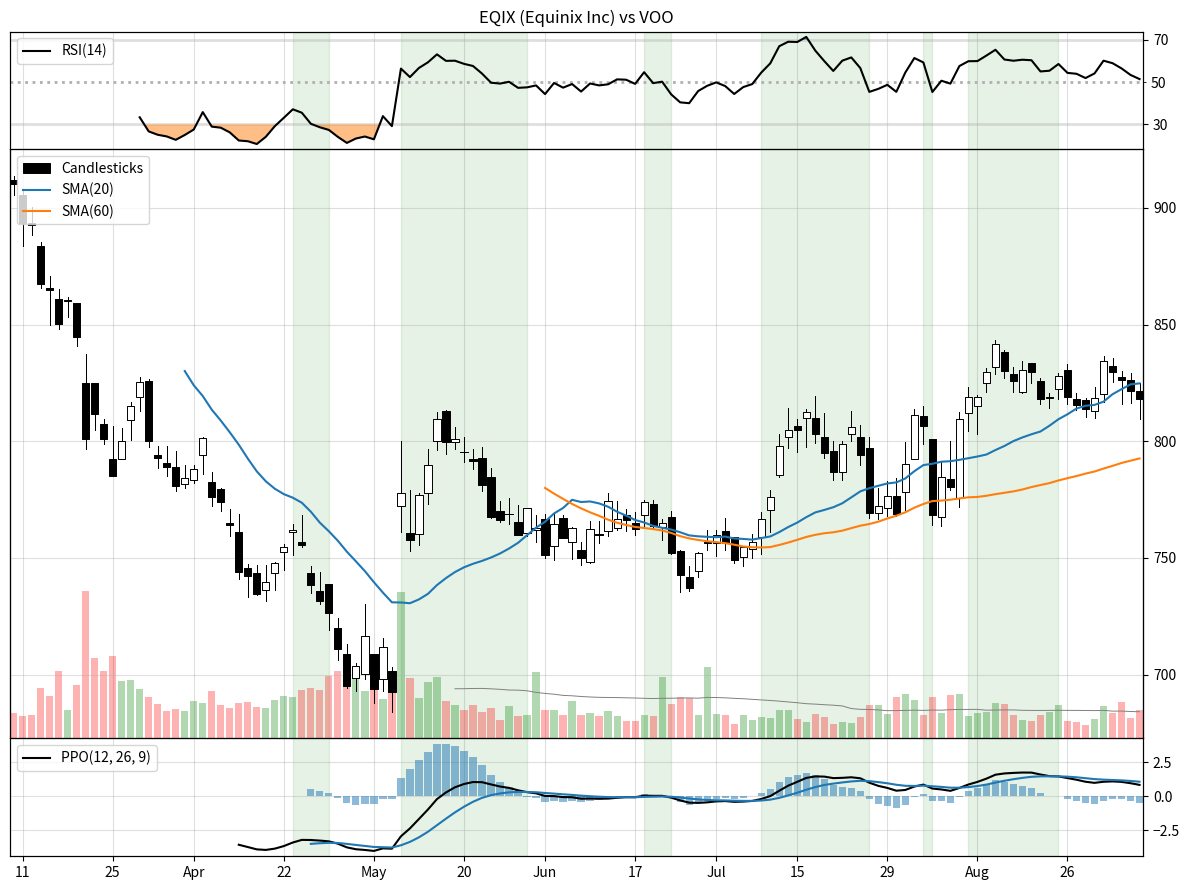 EQIX (Equinix Inc) vs VOO
RSI(14)
70
50
30
Candlesticks
SMA(20)
SMA(60)
900
850
800
750
700
PPO(12, 26, 9)
2.5
0.0
−2.5
11 25 Apr 22 May 20 Jun 17 Jul 15 29 Aug 26